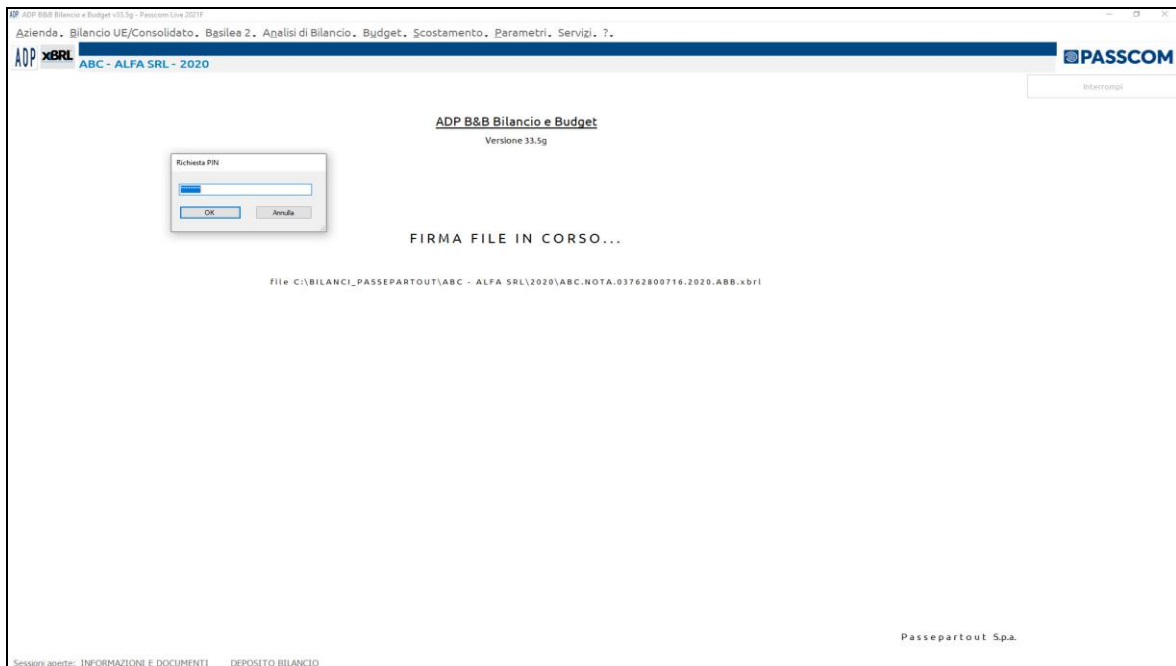 ADP ADP B&B Bilancio e Budget v33.5g - Passcom Live 2021F
Azienda. Bilancio UE/Consolidato. Basilea 2. Analisi di Bilancio. Budget. Scostamento. Parametri. Servizi. ?.
ADP xBRL ABC - ALFA SRL - 2020 PASSCOM
Interrompi
ADP B&B Bilancio e Budget
Versione 33.5g
Richiesta PIN
********
OK Annulla
FIRMA FILE IN CORSO...
file C:\BILANCI_PASSEPARTOUT\ABC - ALFA SRL\2020\ABC.NOTA.03762800716.2020.ABB.xbrl
Passepartout S.p.a.
Sessioni aperte: INFORMAZIONI E DOCUMENTI DEPOSITO BILANCIO